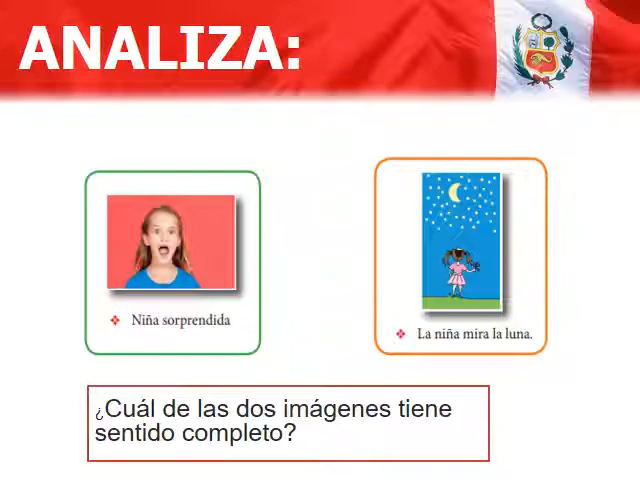 ANALIZA:
Niña sorprendida
La niña mira la luna.
¿Cuál de las dos imágenes tiene
sentido completo?